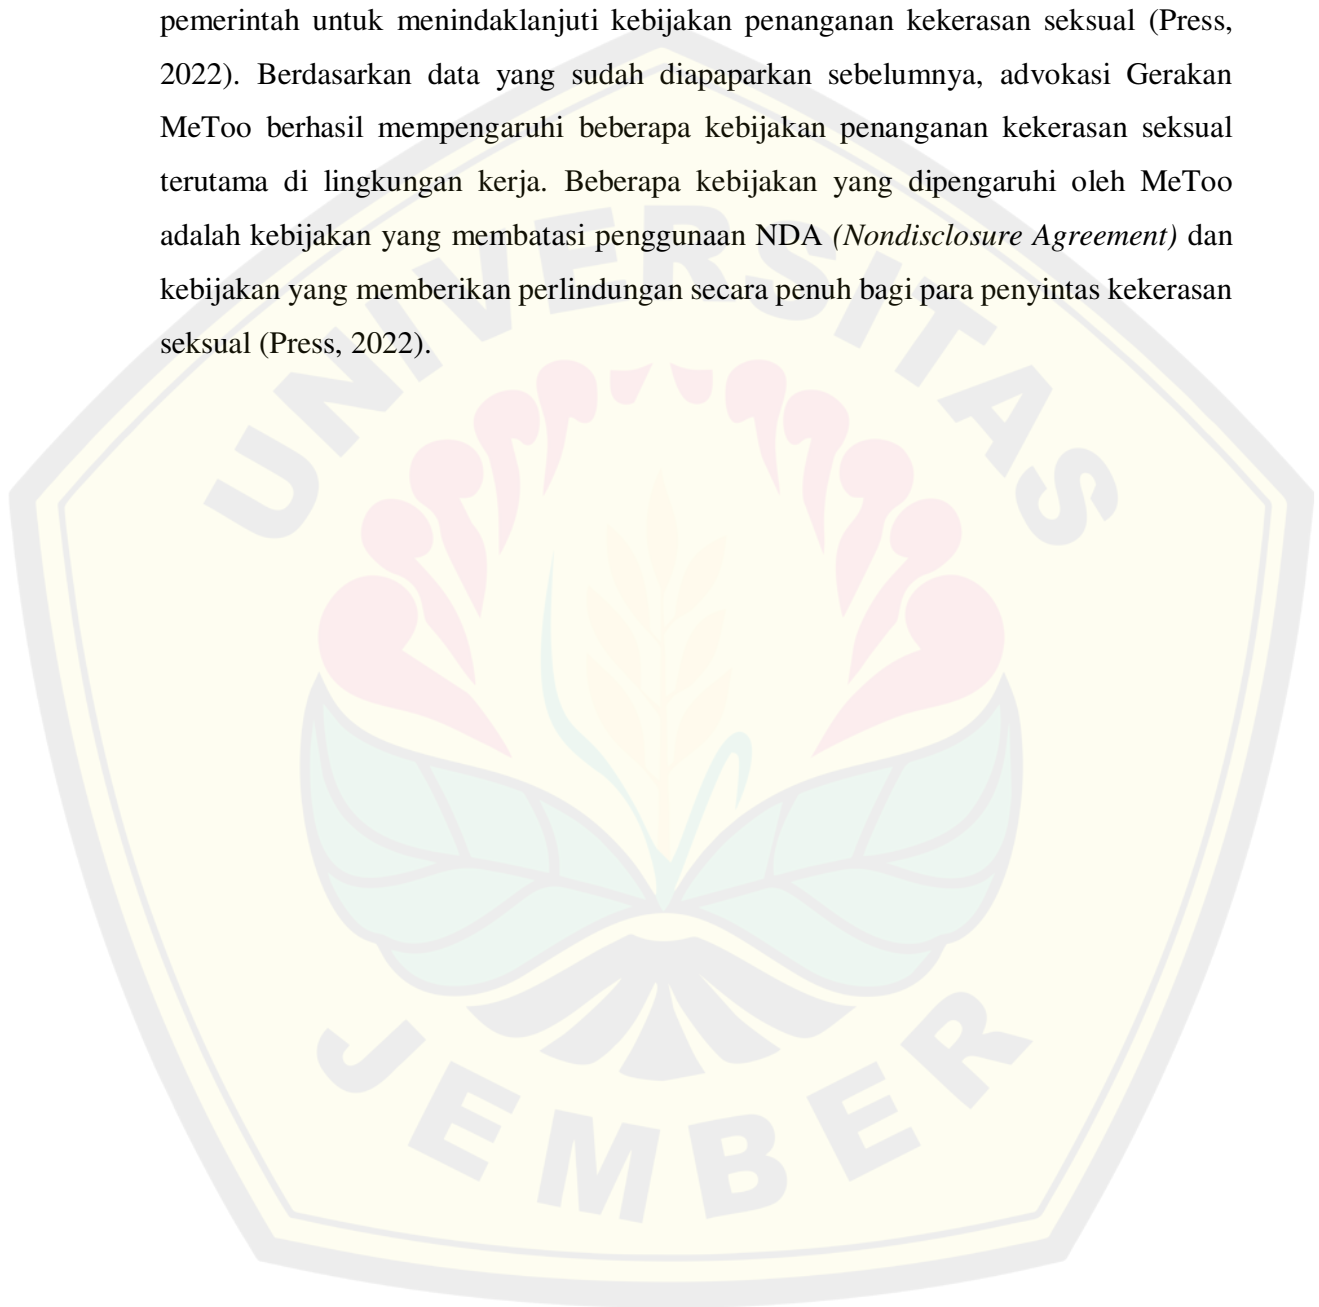 pemerintah untuk menindaklanjuti kebijakan penanganan kekerasan seksual (Press,
2022). Berdasarkan data yang sudah diapaparkan sebelumnya, advokasi Gerakan
MeToo berhasil mempengaruhi beberapa kebijakan penanganan kekerasan seksual
terutama di lingkungan kerja. Beberapa kebijakan yang dipengaruhi oleh MeToo
adalah kebijakan yang membatasi penggunaan NDA (Nondisclosure Agreement) dan
kebijakan yang memberikan perlindungan secara penuh bagi para penyintas kekerasan
seksual (Press, 2022).
UNIVERSITAS
JEMBER